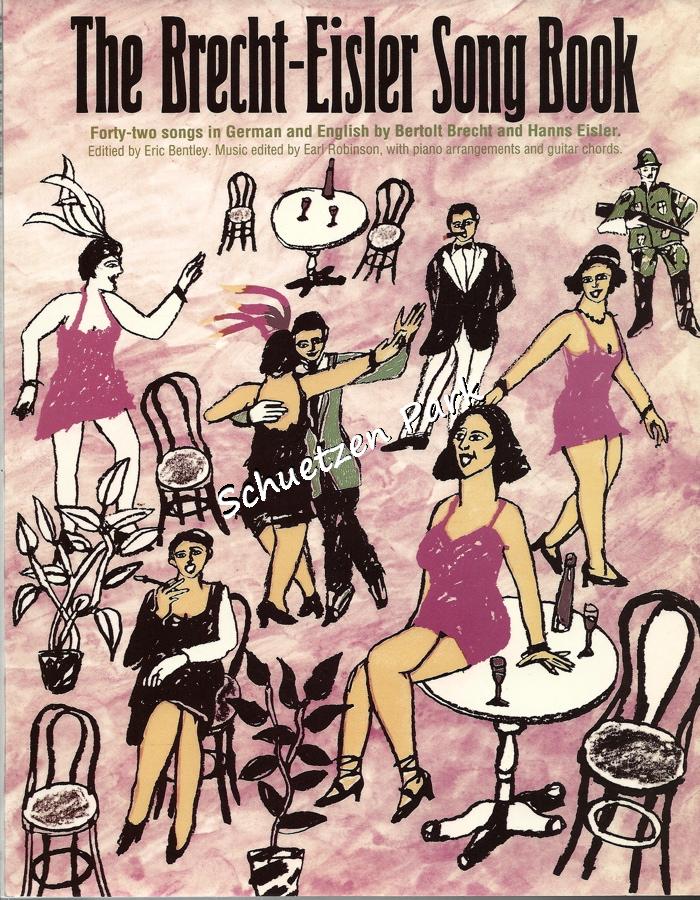 The Brecht-Eisler Song Book
Forty-two songs in German and English by Bertolt Brecht and Hanns Eisler.
Editied by Eric Bentley. Music edited by Earl Robinson, with piano arrangements and guitar chords.
Schuetzen Park